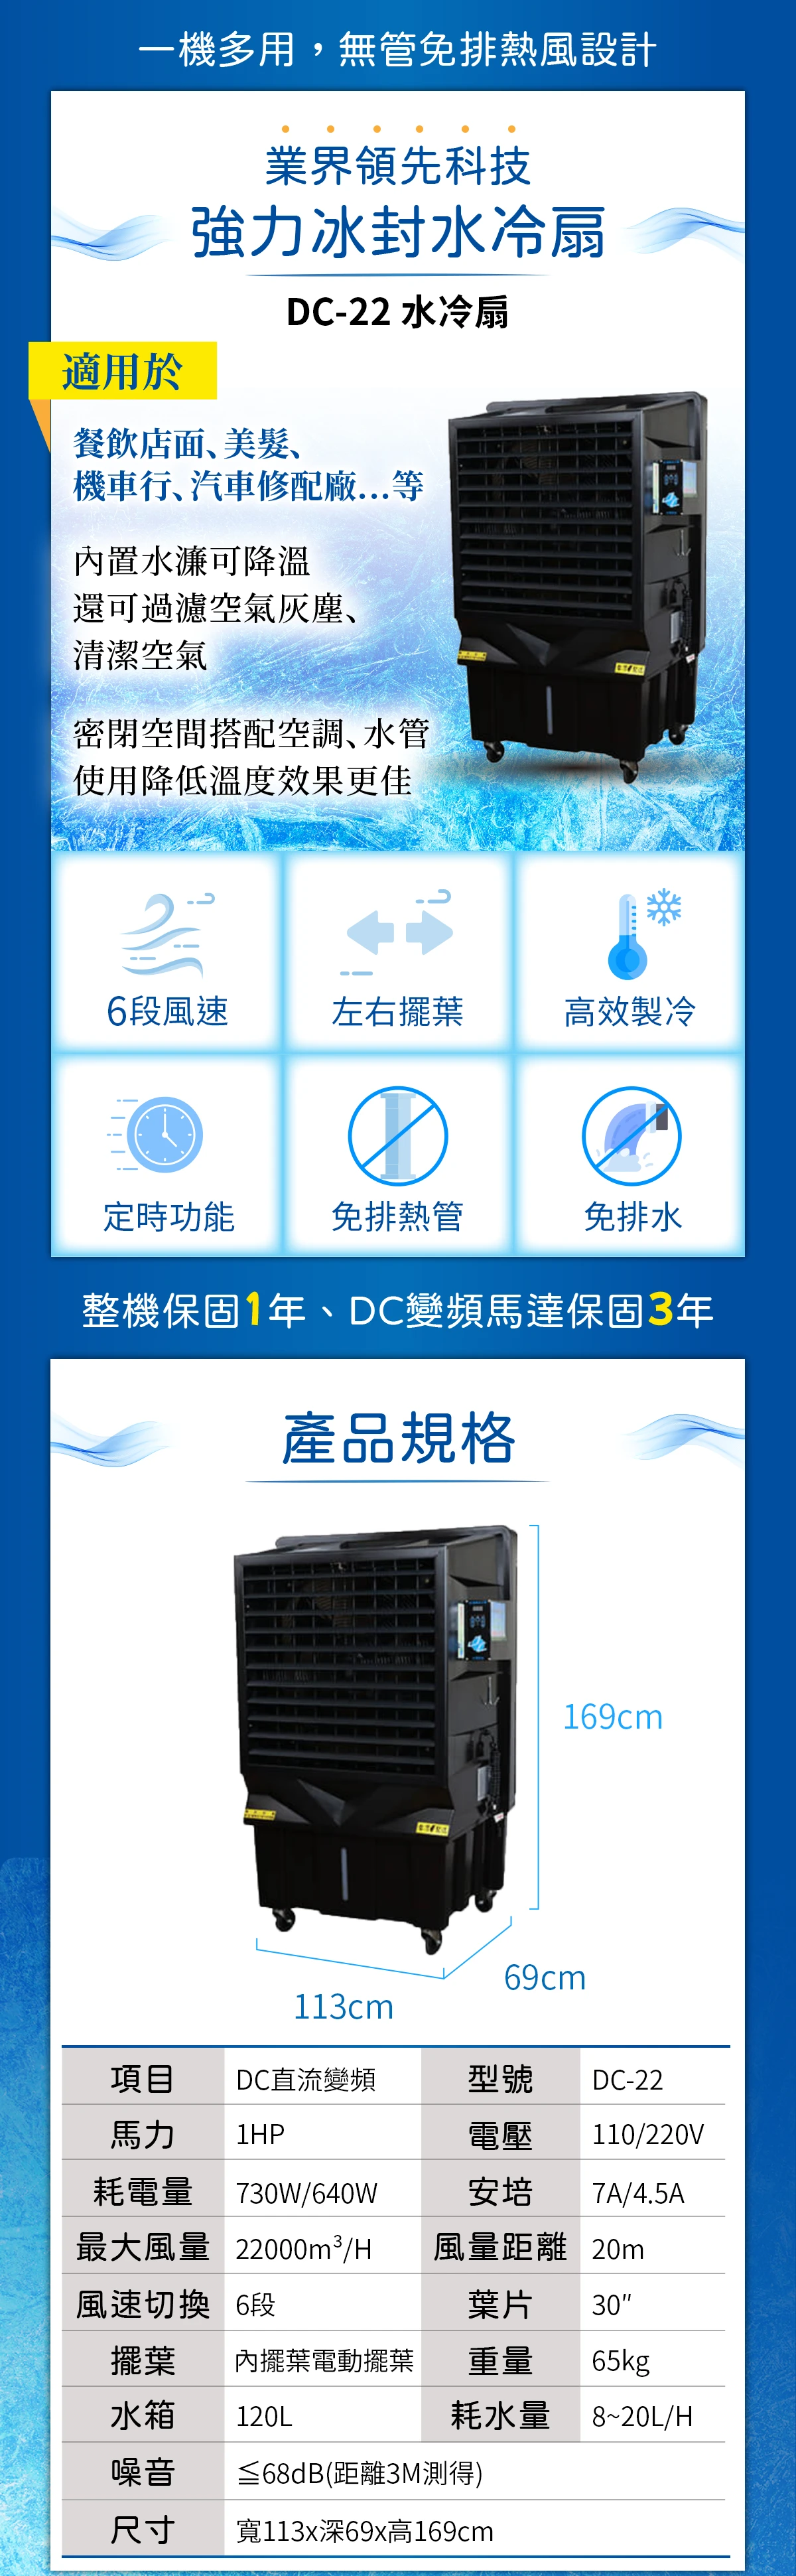 一機多用，無管免排熱風設計
業界領先科技
強力冰封水冷扇
DC-22 水冷扇
適用於
餐飲店面、美髮、
機車行、汽車修配廠...等
內置水濂可降溫
還可過濾空氣灰塵、
清潔空氣
密閉空間搭配空調、水管
使用降低溫度效果更佳
6段風速
左右擺葉
高效製冷
定時功能
免排熱管
免排水
整機保固1年、DC變頻馬達保固3年
產品規格
169cm
69cm
113cm
項目 DC直流變頻 型號 DC-22
馬力 1HP 電壓 110/220V
耗電量 730W/640W 安培 7A/4.5A
最大風量 22000m³/H 風量距離 20m
風速切換 6段 葉片 30"
擺葉 內擺葉電動擺葉 重量 65kg
水箱 120L 耗水量 8~20L/H
噪音 ≦68dB(距離3M測得)
尺寸 寬113x深69x高169cm